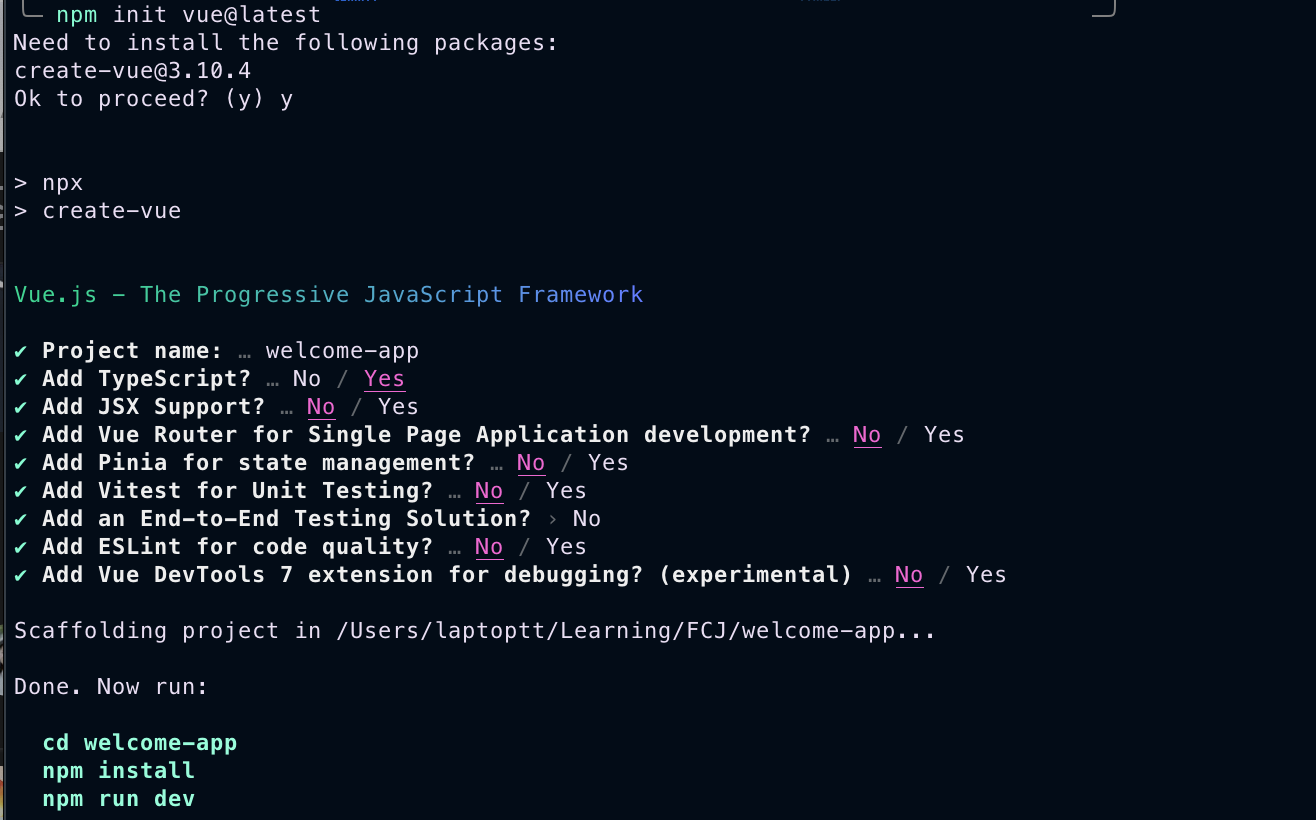 npm init vue@latest
Need to install the following packages:
create-vue@3.10.4
Ok to proceed? (y) y
> npx
> create-vue
Vue.js - The Progressive JavaScript Framework
✔ Project name: … welcome-app
✔ Add TypeScript? … No / Yes
✔ Add JSX Support? … No / Yes
✔ Add Vue Router for Single Page Application development? … No / Yes
✔ Add Pinia for state management? … No / Yes
✔ Add Vitest for Unit Testing? … No / Yes
✔ Add an End-to-End Testing Solution? › No
✔ Add ESLint for code quality? … No / Yes
✔ Add Vue DevTools 7 extension for debugging? (experimental) … No / Yes
Scaffolding project in /Users/laptoptt/Learning/FCJ/welcome-app...
Done. Now run:
cd welcome-app
npm install
npm run dev